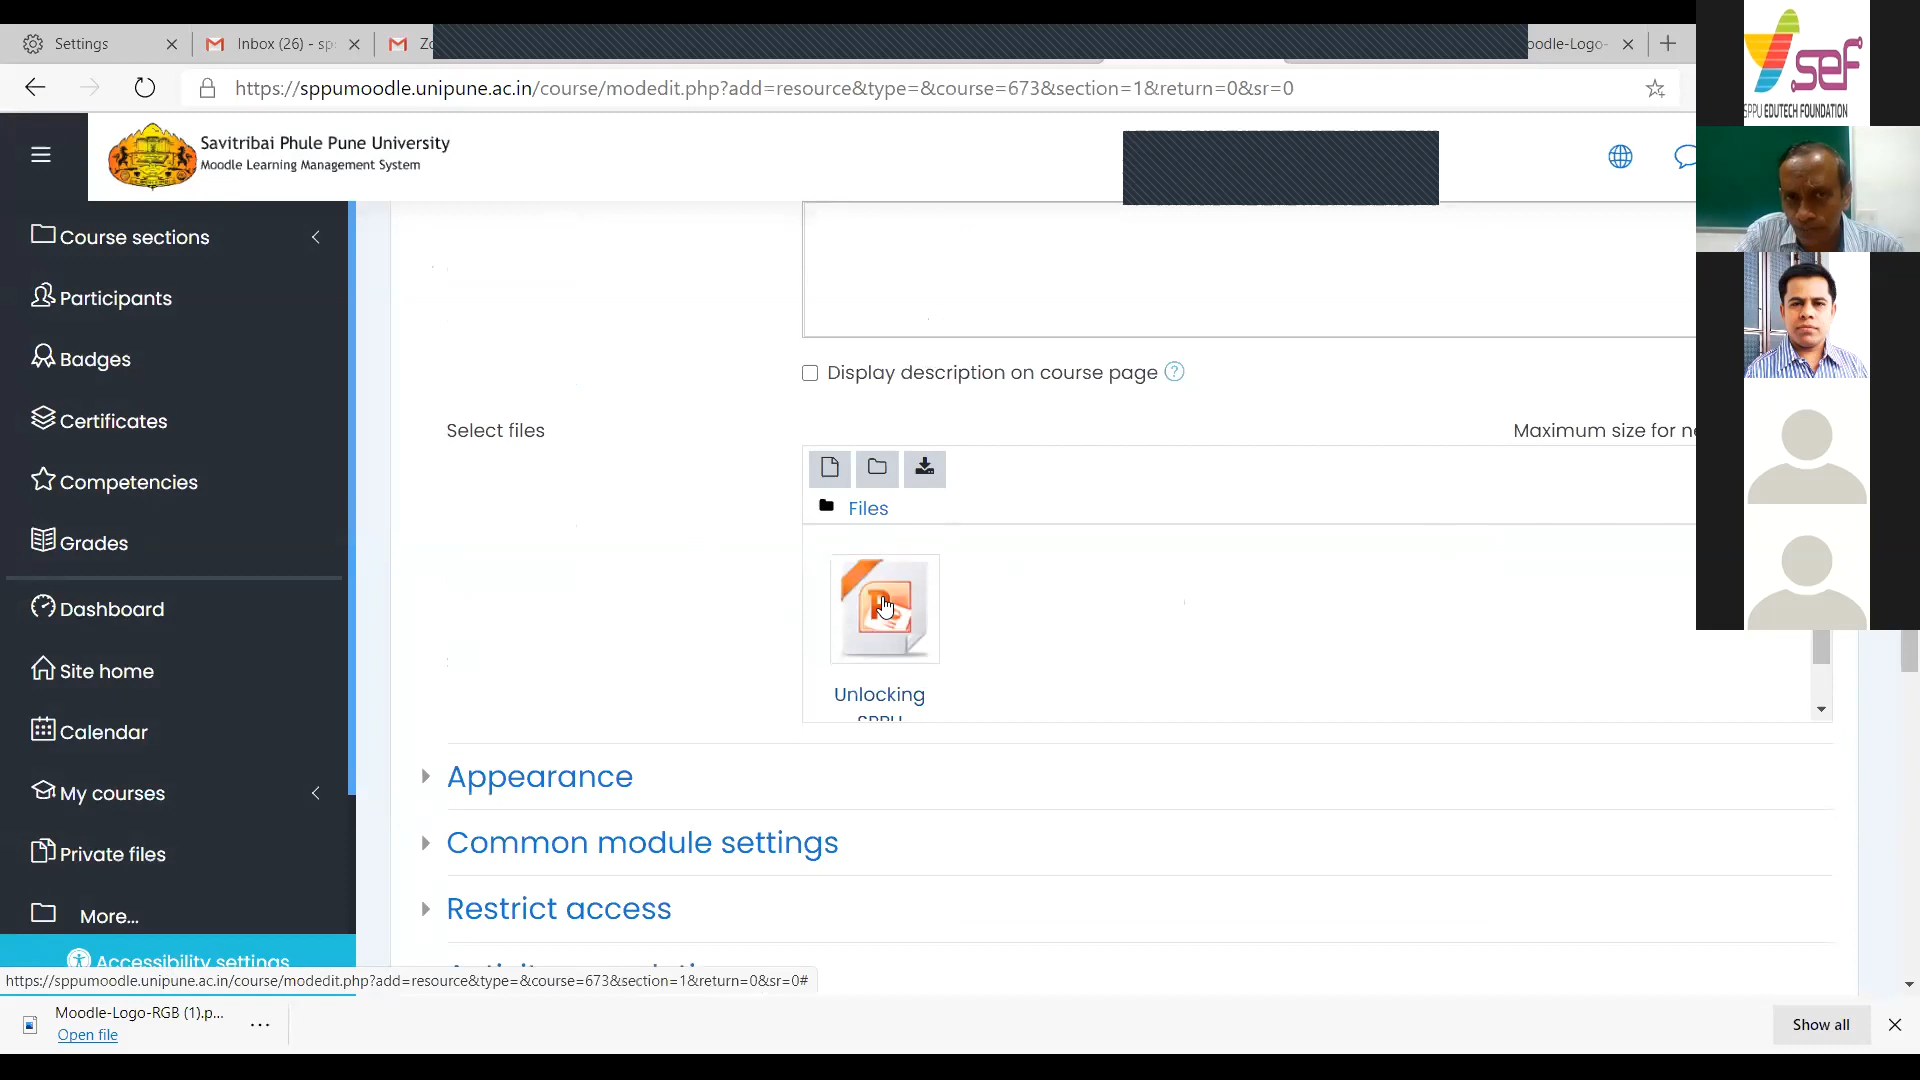 Settings
Inbox (26) - sp
oodle-Logo-
https://sppumoodle.unipune.ac.in/course/modedit.php?add=resource&type=&course=673&section=1&return=0&sr=0
sef
SPPU EDUTECH FOUNDATION
Savitribai Phule Pune University
Moodle Learning Management System
Course sections
Participants
Badges
Certificates
Competencies
Grades
Dashboard
Site home
Calendar
My courses
Private files
More...
Accessibility settings
Display description on course page
Select files
Maximum size for ne
Files
Unlocking
SPPU
Appearance
Common module settings
Restrict access
https://sppumoodle.unipune.ac.in/course/modedit.php?add=resource&type=&course=673&section=1&return=0&sr=0#
Moodle-Logo-RGB (1).p...
Open file
Show all